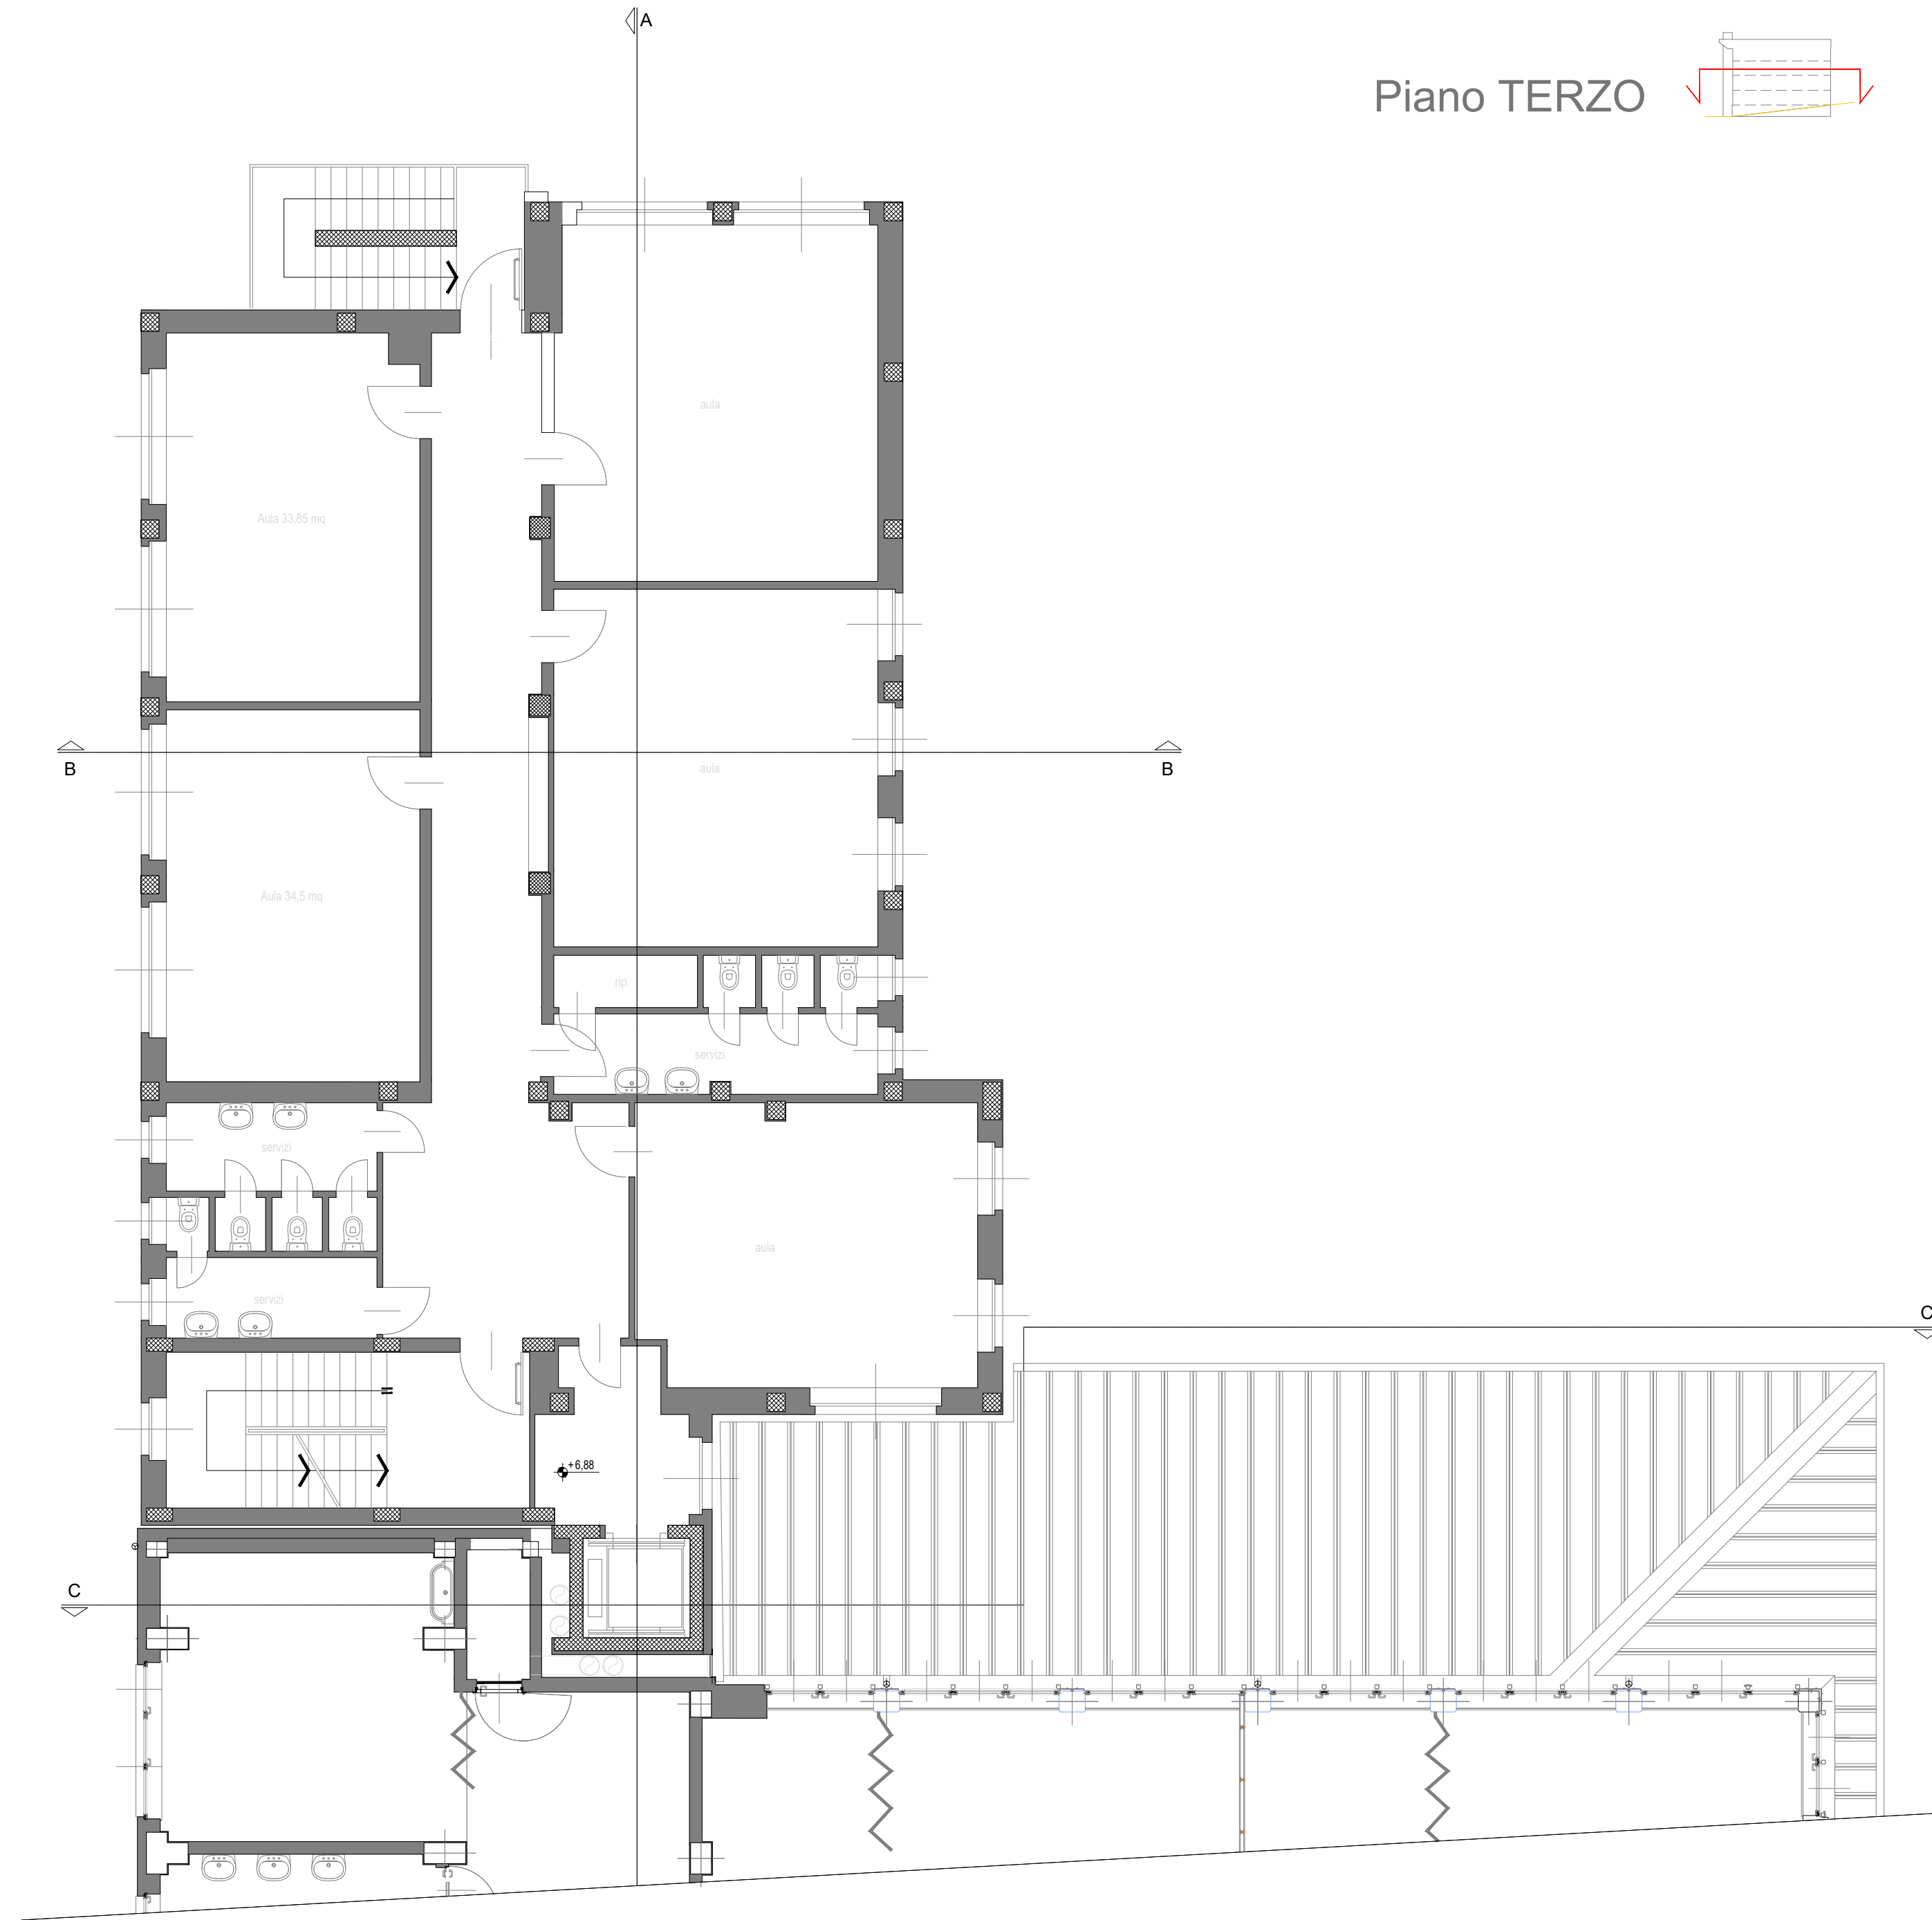 A
Piano TERZO
aula
Aula 33,85 mq
B
B
aula
Aula 34,5 mq
rip.
servizi
servizi
aula
servizi
C
+6,88
C